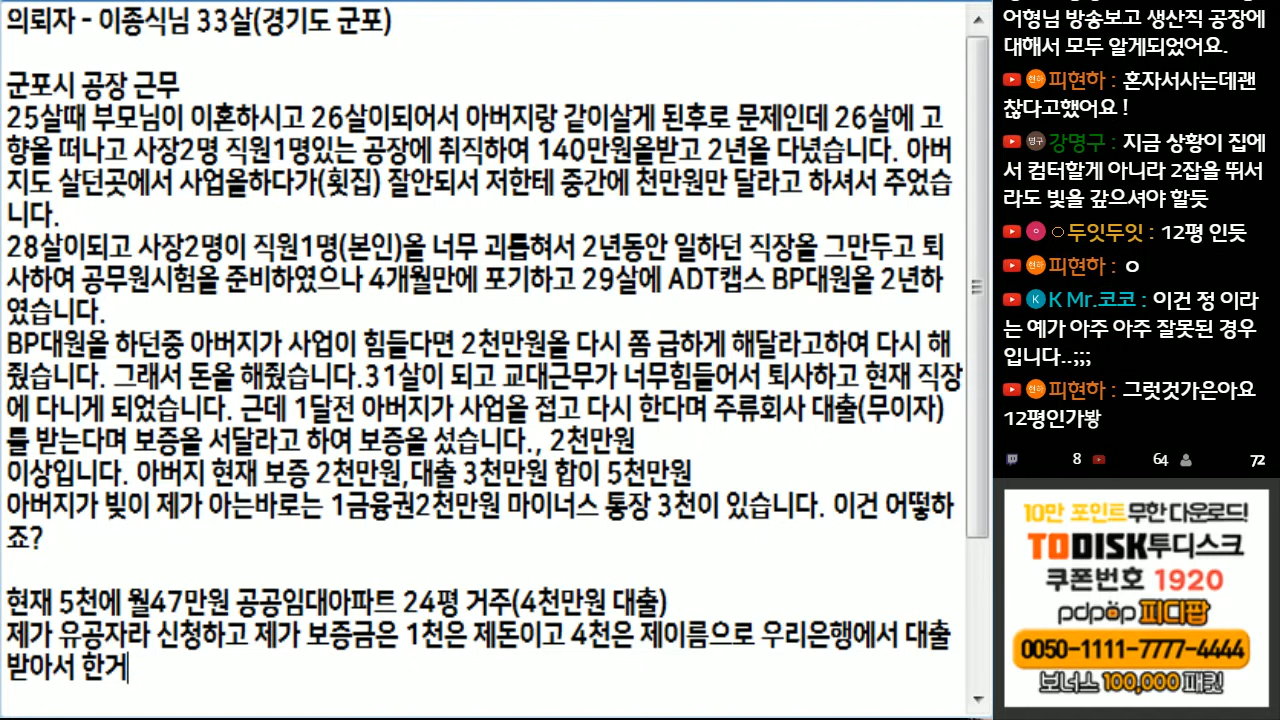 의뢰자 - 이종식님 33살(경기도 군포)
군포시 공장 근무
25살때 부모님이 이혼하시고 26살이되어서 아버지랑 같이살게 된후로 문제인데 26살에 고
향을 떠나고 사장2명 직원1명있는 공장에 취직하여 140만원을받고 2년을 다녔습니다. 아버
지도 살던곳에서 사업을하다가(횟집) 잘안되서 저한테 중간에 천만원만 달라고 하셔서 주었습
니다.
28살이되고 사장2명이 직원1명(본인)을 너무 괴롭혀서 2년동안 일하던 직장을 그만두고 퇴
사하여 공무원시험을 준비하였으나 4개월만에 포기하고 29살에 ADT캡스 BP대원을 2년하
였습니다.
BP대원을 하던중 아버지가 사업이 힘들다면 2천만원을 다시 쫌 급하게 해달라고하여 다시 해
줬습니다. 그래서 돈을 해줬습니다.31살이 되고 교대근무가 너무힘들어서 퇴사하고 현재 직장
에 다니게 되었습니다. 근데 1달전 아버지가 사업을 접고 다시 한다며 주류회사 대출(무이자)
를 받는다며 보증을 서달라고 하여 보증을 섰습니다., 2천만원
이상입니다. 아버지 현재 보증 2천만원,대출 3천만원 합이 5천만원
아버지가 빚이 제가 아는바로는 1금융권2천만원 마이너스 통장 3천이 있습니다. 이건 어떻하
죠?
현재 5천에 월47만원 공공임대아파트 24평 거주(4천만원 대출)
제가 유공자라 신청하고 제가 보증금은 1천은 제돈이고 4천은 제이름으로 우리은행에서 대출
받아서 한거
어형님 방송보고 생산직 공장에
대해서 모두 알게되었어요.
현하 피현하 : 혼자서사는데괜
찮다고했어요 !
명구 강명구 : 지금 상황이 집에
서 컴터할게 아니라 2잡을 뛰서
라도 빛을 갚으셔야 할듯
ㅇ ㅇ두잇두잇 : 12평 인듯
현하 피현하 : ㅇ
K K Mr.코코 : 이건 정 이라
는 예가 아주 아주 잘못된 경우
입니다..;;;
현하 피현하 : 그럿것가은아요
12평인가봥
8 64 72
10만 포인트 무한 다운로드!
TODISK투디스크
쿠폰번호 1920
pdpop 피디팝
0050-1111-7777-4444
보너스 100,000 패킷!